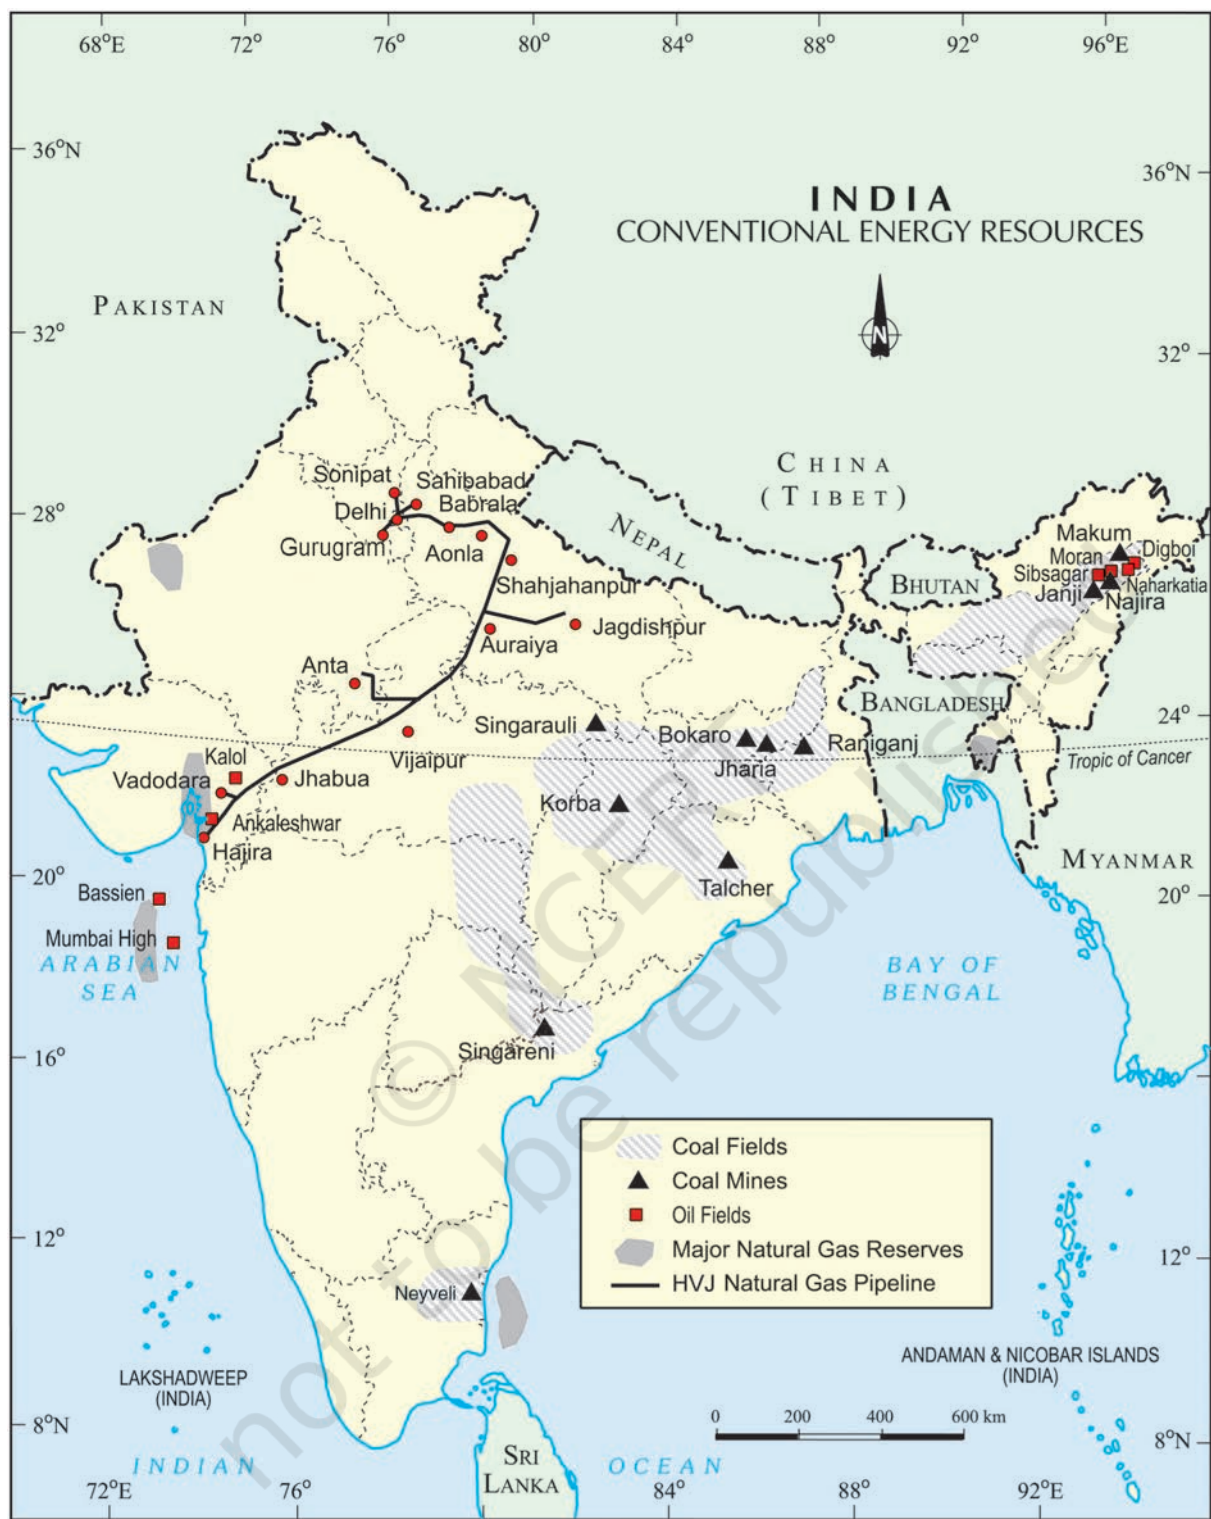 68°E 72° 76° 80° 84° 88° 92° 96°E
36°N
36°N
INDIA
CONVENTIONAL ENERGY RESOURCES
N
PAKISTAN
32°
32°
CHINA
(TIBET)
Sonipat
Sahibabad
Delhi
Babrala
28°
28°
Gurugram
Aonla
NEPAL
Makum
Digboi
Moran
Shahjahanpur
BHUTAN
Sibsagar
Naharkatia
Janji
Najira
Jagdishpur
Auraiya
Anta
BANGLADESH
24°
Singarauli
Bokaro
Raniganj
Kalol
Vijaipur
Jharia
Tropic of Cancer
Vadodara
Jhabua
Korba
Ankaleshwar
Hajira
MYANMAR
20°
20°
Bassien
Talcher
Mumbai High
ARABIAN
SEA
BAY OF
BENGAL
16°
Singareni
© NCERT
not to be republished
Coal Fields
Coal Mines
Oil Fields
Major Natural Gas Reserves
HVJ Natural Gas Pipeline
12°
12°
Neyveli
LAKSHADWEEP
(INDIA)
ANDAMAN & NICOBAR ISLANDS
(INDIA)
0 200 400 600 km
8°N
8°N
SRI
LANKA
INDIAN OCEAN
72°E 76° 84° 88° 92°E